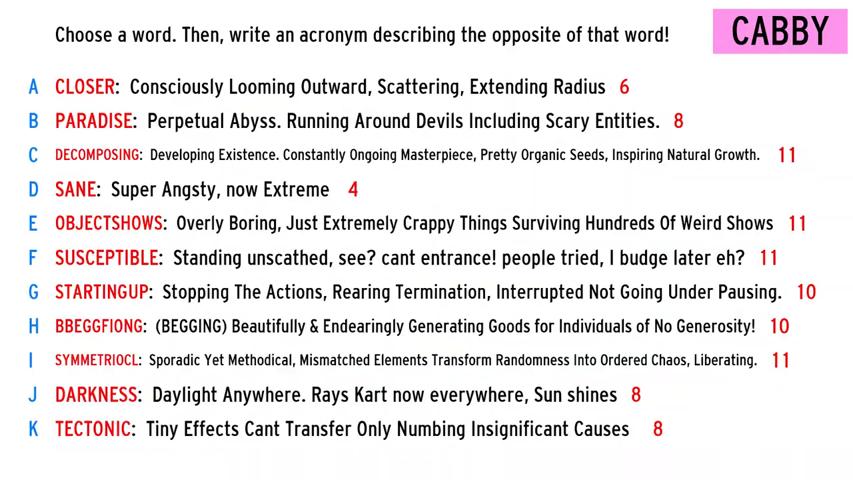 Choose a word. Then, write an acronym describing the opposite of that word!
CABBY
A CLOSER: Consciously Looming Outward, Scattering, Extending Radius 6
B PARADISE: Perpetual Abyss. Running Around Devils Including Scary Entities. 8
C DECOMPOSING: Developing Existence. Constantly Ongoing Masterpiece, Pretty Organic Seeds, Inspiring Natural Growth. 11
D SANE: Super Angsty, now Extreme 4
E OBJECTSHOWS: Overly Boring, Just Extremely Crappy Things Surviving Hundreds Of Weird Shows 11
F SUSCEPTIBLE: Standing unscathed, see? cant entrance! people tried, I budge later eh? 11
G STARTINGUP: Stopping The Actions, Rearing Termination, Interrupted Not Going Under Pausing. 10
H BBEGGFIONG: (BEGGING) Beautifully & Endearingly Generating Goods for Individuals of No Generosity! 10
I SYMMETRIOCL: Sporadic Yet Methodical, Mismatched Elements Transform Randomness Into Ordered Chaos, Liberating. 11
J DARKNESS: Daylight Anywhere. Rays Kart now everywhere, Sun shines 8
K TECTONIC: Tiny Effects Cant Transfer Only Numbing Insignificant Causes 8